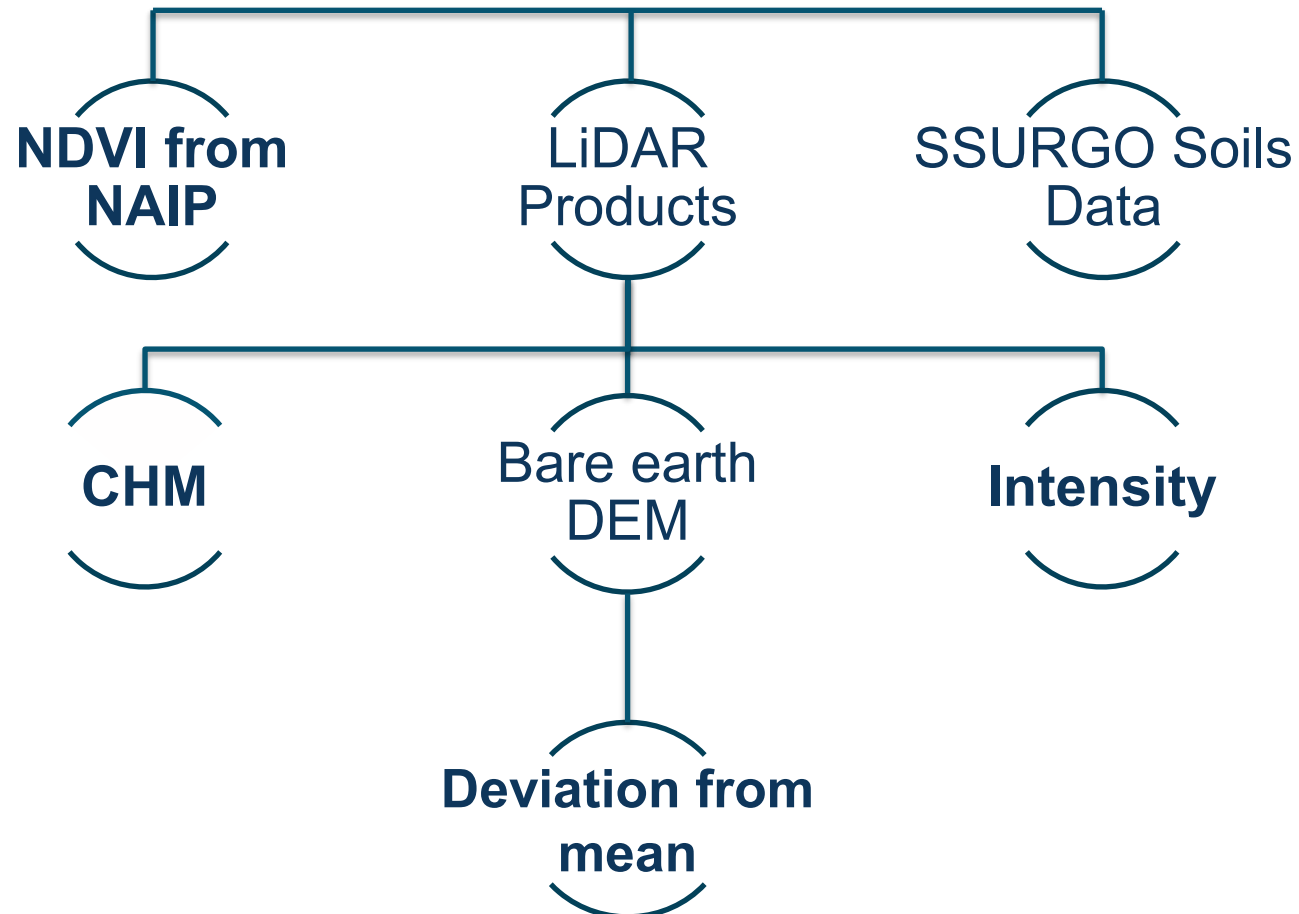 NDVI from
NAIP
LiDAR
Products
SSURGO Soils
Data
CHM
Bare earth
DEM
Intensity
Deviation from
mean